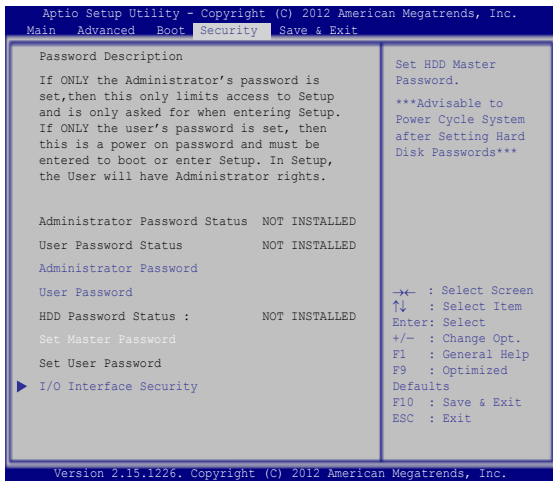 Aptio Setup Utility - Copyright (C) 2012 American Megatrends, Inc.
Main Advanced Boot Security Save & Exit
Password Description
If ONLY the Administrator's password is
set,then this only limits access to Setup
and is only asked for when entering Setup.
If ONLY the user's password is set, then
this is a power on password and must be
entered to boot or enter Setup. In Setup,
the User will have Administrator rights.
Administrator Password Status NOT INSTALLED
User Password Status NOT INSTALLED
Administrator Password
User Password
HDD Password Status : NOT INSTALLED
Set Master Password
Set User Password
I/O Interface Security
Set HDD Master
Password.
***Advisable to
Power Cycle System
after Setting Hard
Disk Passwords***
→← : Select Screen
↑↓ : Select Item
Enter: Select
+/— : Change Opt.
F1 : General Help
F9 : Optimized
Defaults
F10 : Save & Exit
ESC : Exit
Version 2.15.1226. Copyright (C) 2012 American Megatrends, Inc.